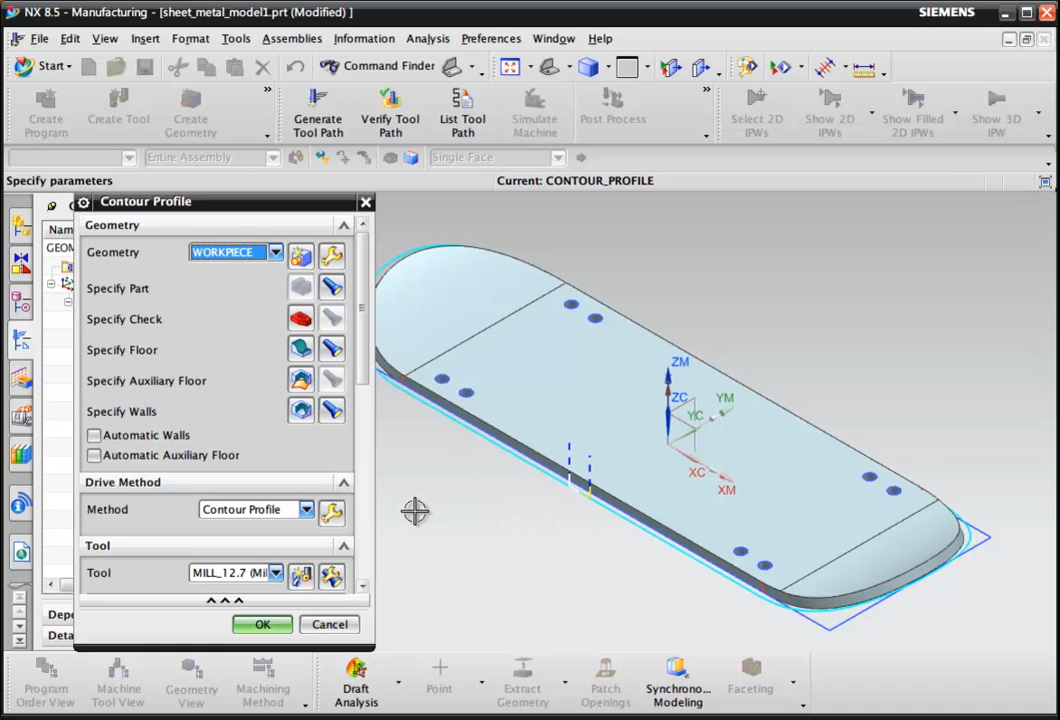 NX 8.5 - Manufacturing - [sheet_metal_model1.prt (Modified) ]
SIEMENS
File Edit View Insert Format Tools Assemblies Information Analysis Preferences Window Help
Start
Command Finder
Create Program
Create Tool
Create Geometry
Generate Tool Path
Verify Tool Path
List Tool Path
Simulate Machine
Post Process
Select 2D IPWs
Show 2D IPWs
Show Filled 2D IPWs
Show 3D IPW
Entire Assembly
Single Face
Specify parameters
Current: CONTOUR_PROFILE
Contour Profile
Nam
GEOM
Geometry
Geometry WORKPIECE
Specify Part
Specify Check
Specify Floor
Specify Auxiliary Floor
Specify Walls
Automatic Walls
Automatic Auxiliary Floor
Drive Method
Method Contour Profile
Tool
Tool MILL_12.7 (Mil
OK Cancel
Depe
Deta
ZM
ZC
YM
YC
XC
XM
Program Order View
Machine Tool View
Geometry View
Machining Method
Draft Analysis
Point
Extract Geometry
Patch Openings
Synchrono... Modeling
Faceting